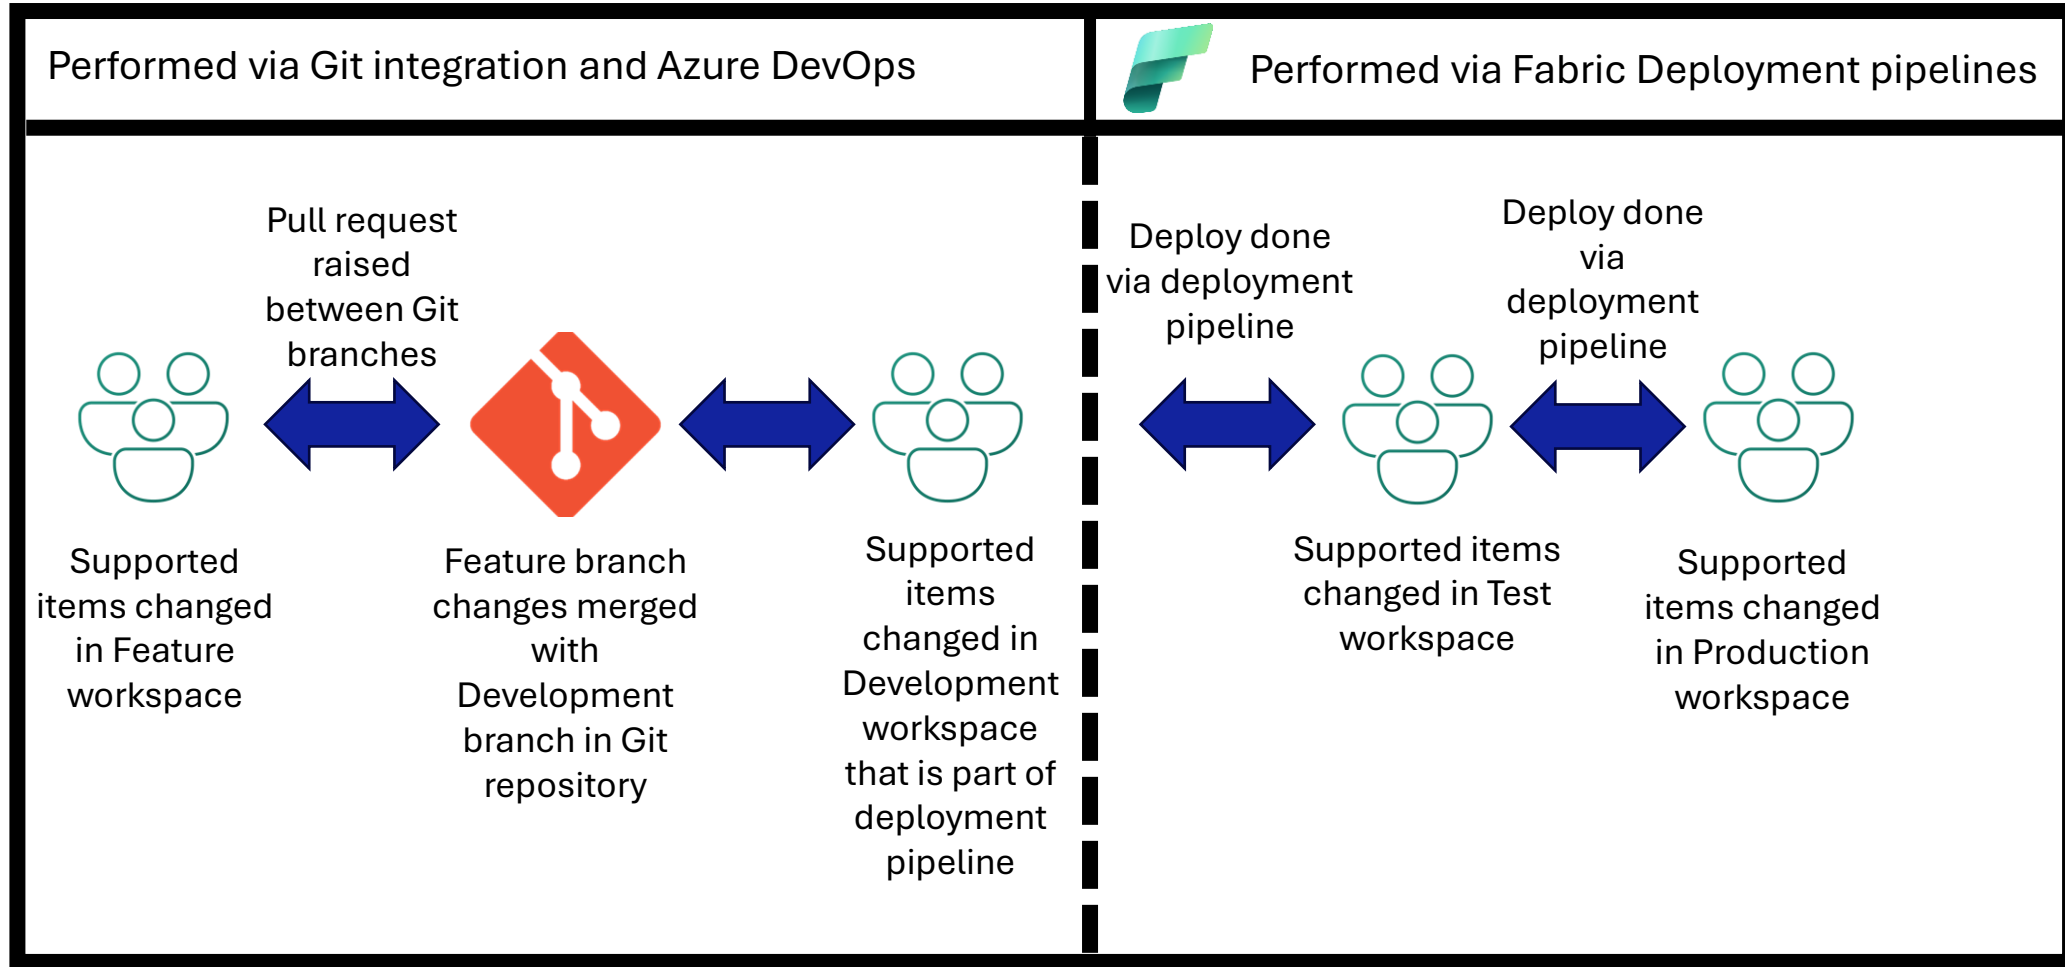 Performed via Git integration and Azure DevOps
Performed via Fabric Deployment pipelines
Pull request
raised
between Git
branches
Deploy done
via deployment
pipeline
Deploy done
via
deployment
pipeline
Supported
items changed
in Feature
workspace
Feature branch
changes merged
with
Development
branch in Git
repository
Supported
items
changed in
Development
workspace
that is part of
deployment
pipeline
Supported items
changed in Test
workspace
Supported
items changed
in Production
workspace